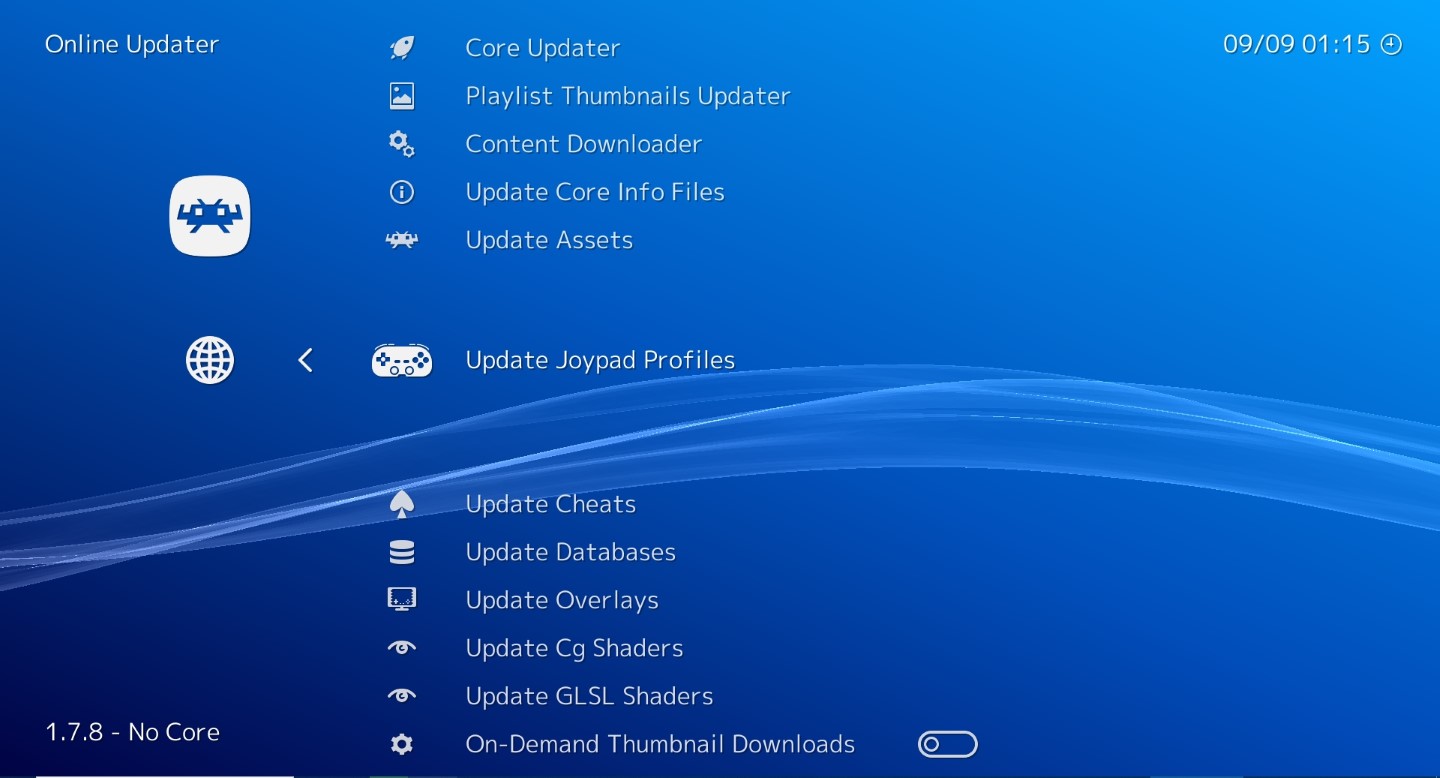 Online Updater
09/09 01:15
Core Updater
Playlist Thumbnails Updater
Content Downloader
Update Core Info Files
Update Assets
Update Joypad Profiles
Update Cheats
Update Databases
Update Overlays
Update Cg Shaders
Update GLSL Shaders
On-Demand Thumbnail Downloads
1.7.8 - No Core